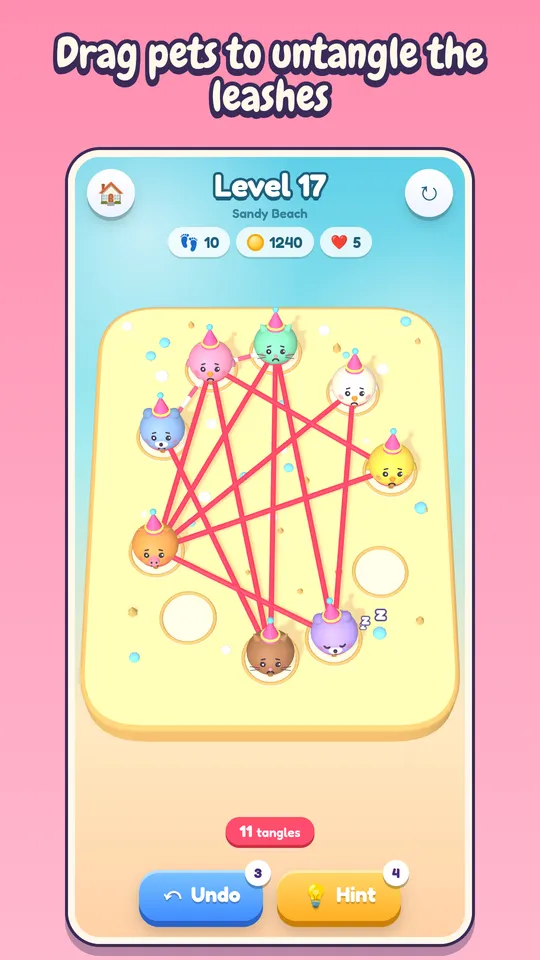 Drag pets to untangle the
leashes
Level 17
Sandy Beach
10
1240
5
z z
11 tangles
3
4
Undo
Hint